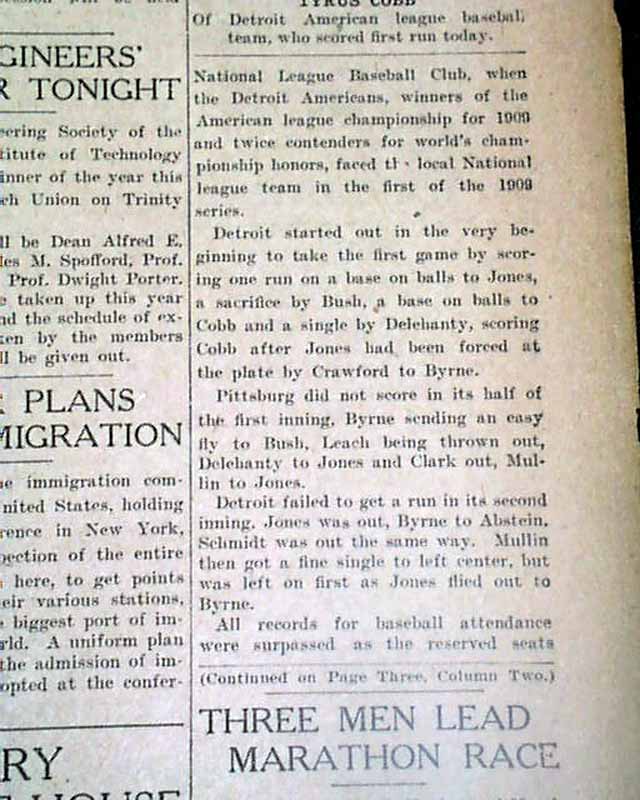 GINEERS'
R TONIGHT
eering Society of the
titute of Technology
inner of the year this
ch Union on Trinity
ll be Dean Alfred E.
les M. Spofford, Prof.
Prof. Dwight Porter.
e taken up this year
nd the schedule of ex-
ken by the members
ll be given out.
PLANS
MIGRATION
he immigration com-
nited States, holding
rence in New York,
pection of the entire
here, to get points
eir various stations,
e biggest port of im-
rld. A uniform plan
the admission of im-
opted at the confer-
RY
HOUSE
TYRUS COBB
Of Detroit American league baseball
team, who scored first run today.
National League Baseball Club, when
the Detroit Americans, winners of the
American league championship for 1909
and twice contenders for world's cham-
pionship honors, faced th local National
league team in the first of the 1909
series.
Detroit started out in the very be-
ginning to take the first game by scor-
ing one run on a base on balls to Jones,
a sacrifice by Bush, a base on balls to
Cobb and a single by Delehanty, scoring
Cobb after Jones had been forced at
the plate by Crawford to Byrne.
Pittsburg did not score in its half of
the first inning, Byrne sending an easy
fly to Bush, Leach being thrown out,
Delehanty to Jones and Clark out, Mul-
lin to Jones.
Detroit failed to get a run in its second
inning. Jones was out, Byrne to Abstein.
Schmidt was out the same way. Mullin
then got a fine single to left center, but
was left on first as Jones flied out to
Byrne.
All records for baseball attendance
were surpassed as the reserved seats
(Continued on Page Three, Column Two.)
THREE MEN LEAD
MARATHON RACE